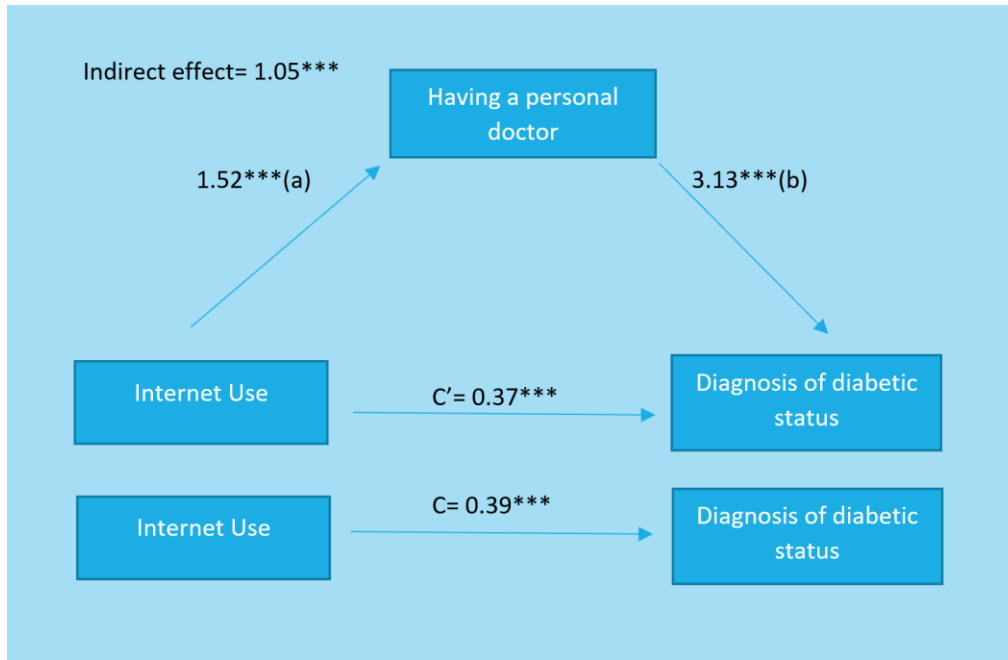 Indirect effect= 1.05***
Having a personal
doctor
1.52***(a)
3.13***(b)
Internet Use
C’= 0.37***
Diagnosis of diabetic
status
Internet Use
C= 0.39***
Diagnosis of diabetic
status